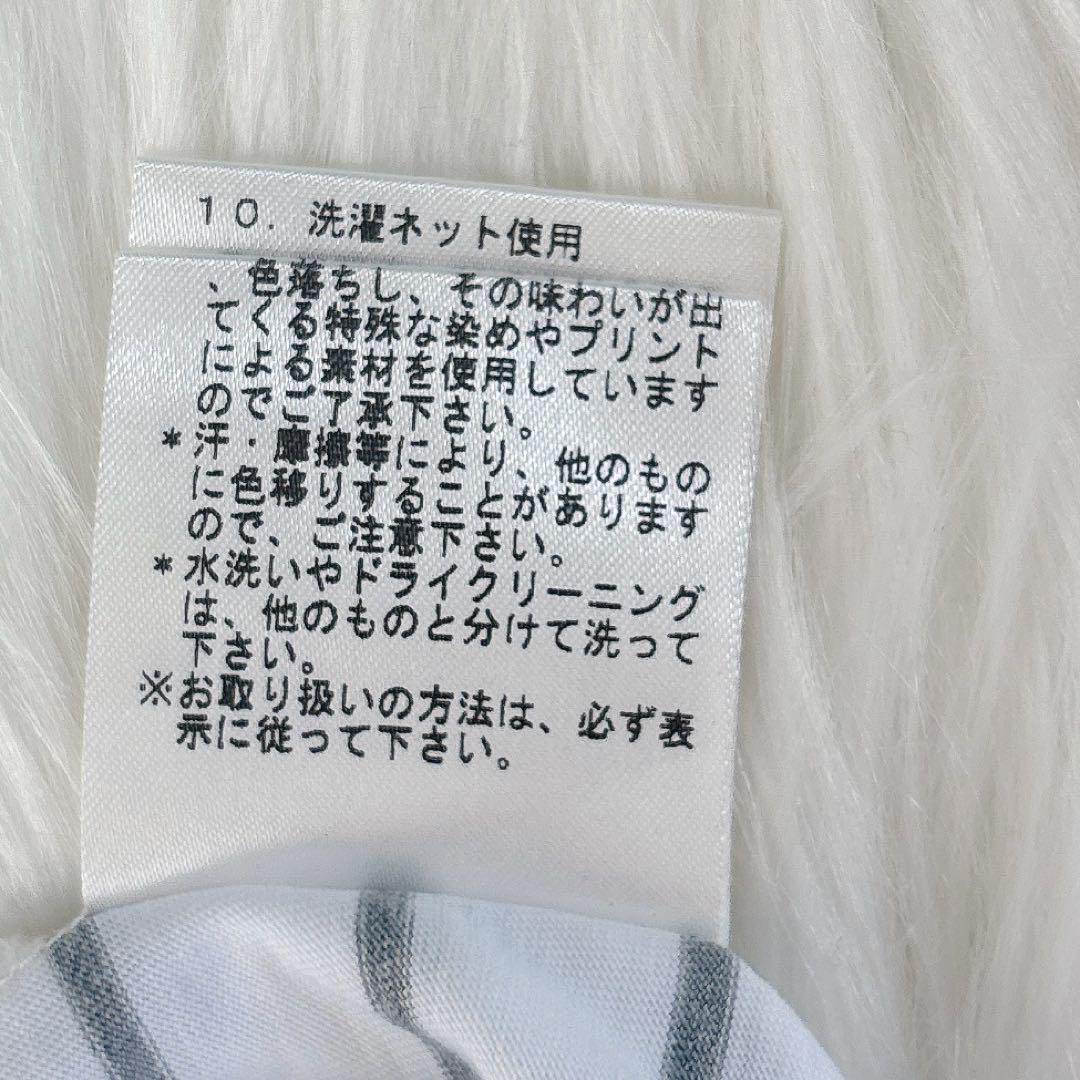 １０．洗濯ネット使用
、色落ちし、その味わいが出
てくる特殊な染めやプリント
による素材を使用しています
のでご了承下さい。
＊汗・摩擦等により、他のもの
に色移りすることがあります
ので、ご注意下さい。
＊水洗いやドライクリーニング
は、他のものと分けて洗って
下さい。
※お取り扱いの方法は、必ず表
示に従って下さい。